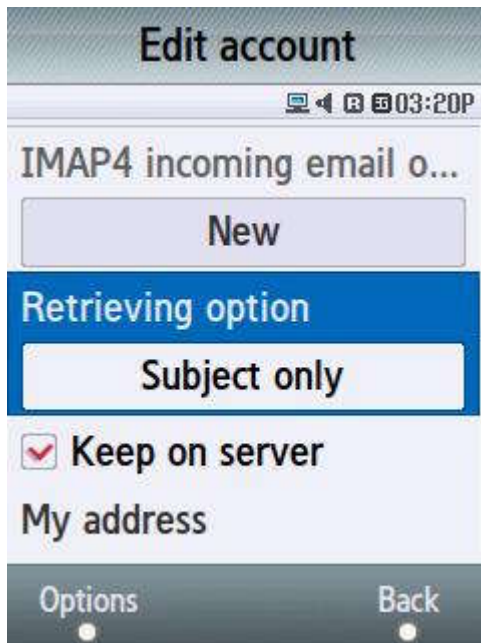 Edit account
03:20P
IMAP4 incoming email o...
New
Retrieving option
Subject only
Keep on server
My address
Options Back